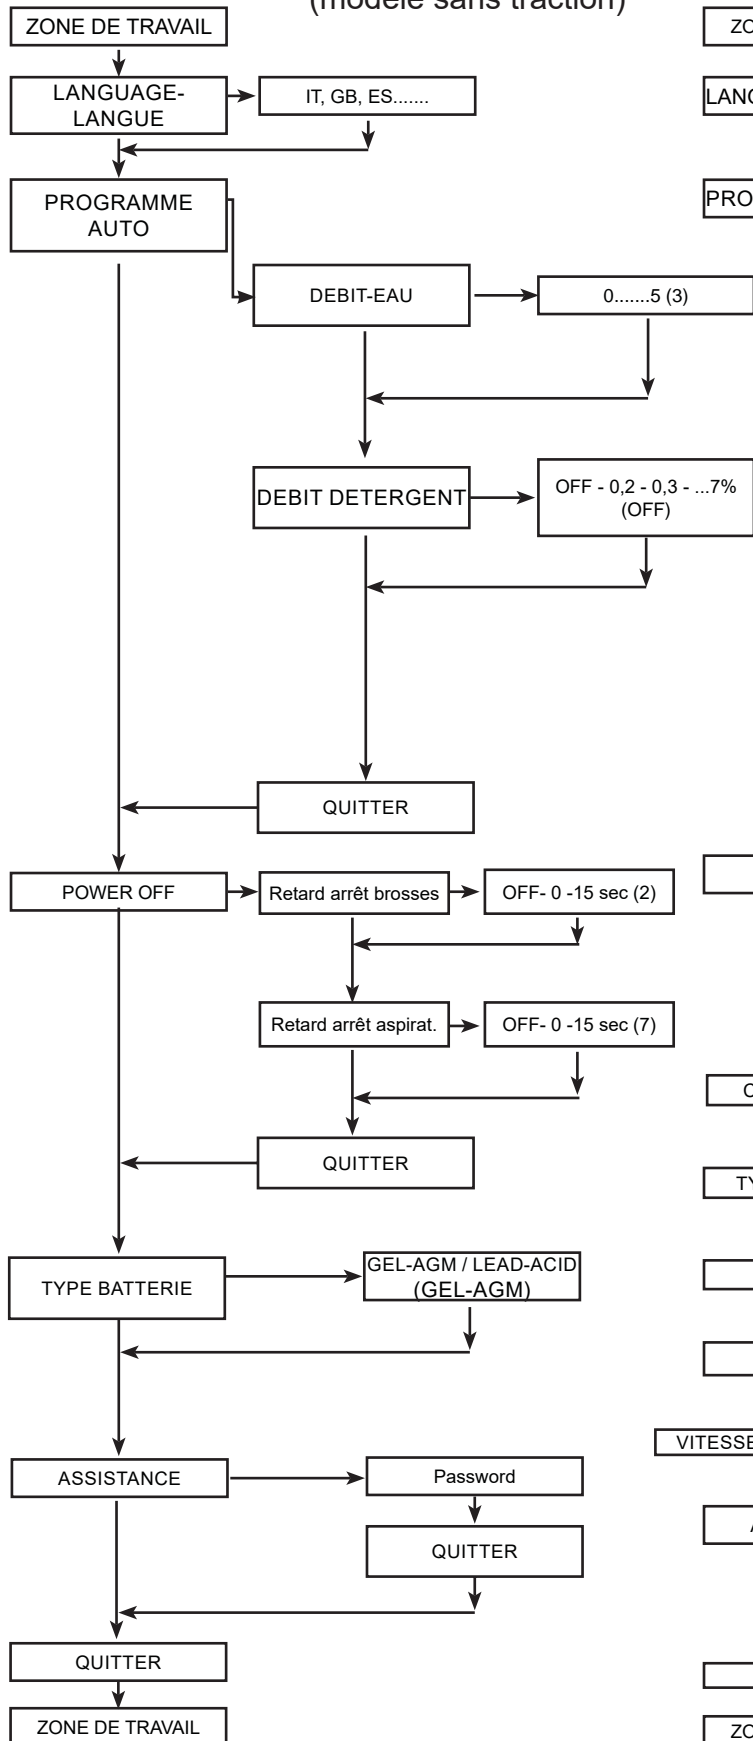 (modèle sans traction)
ZONE DE TRAVAIL
LANGUAGE-
LANGUE
IT, GB, ES.......
PROGRAMME
AUTO
DEBIT-EAU
0.......5 (3)
DEBIT DETERGENT
OFF - 0,2 - 0,3 - ...7%
(OFF)
QUITTER
POWER OFF
Retard arrêt brosses
OFF- 0 -15 sec (2)
Retard arrêt aspirat.
OFF- 0 -15 sec (7)
QUITTER
TYPE BATTERIE
GEL-AGM / LEAD-ACID
(GEL-AGM)
ASSISTANCE
Password
QUITTER
QUITTER
ZONE DE TRAVAIL
VITESSE